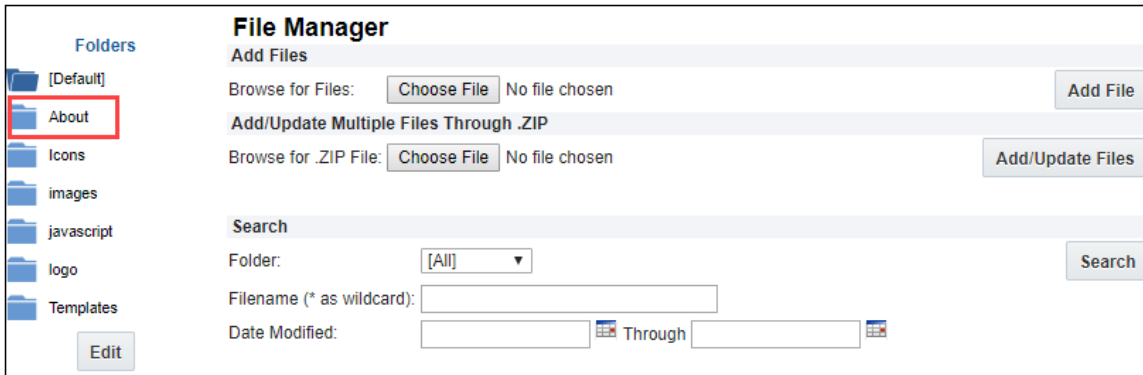 Folders
[Default]
About
Icons
images
javascript
logo
Templates
Edit
File Manager
Add Files
Browse for Files: Choose File No file chosen Add File
Add/Update Multiple Files Through .ZIP
Browse for .ZIP File: Choose File No file chosen Add/Update Files
Search
Folder: [All] Search
Filename (* as wildcard):
Date Modified: Through